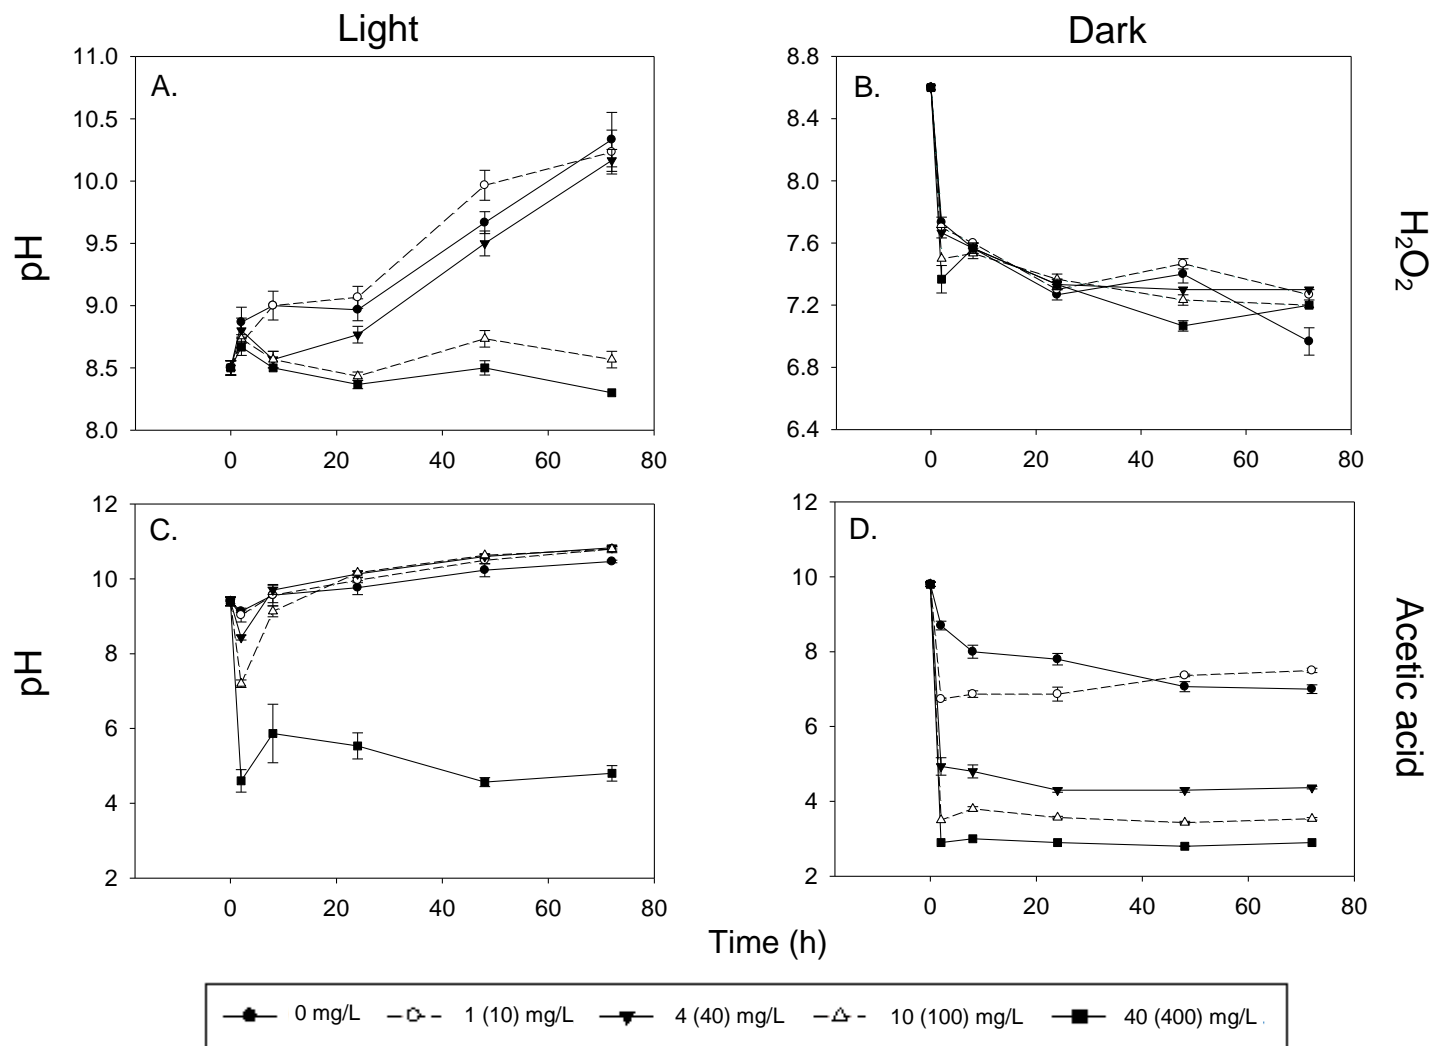 Light
Dark
A.
11.0
10.5
10.0
9.5
9.0
8.5
8.0
pH
0 20 40 60 80
B.
8.8
8.4
8.0
7.6
7.2
6.8
6.4
0 20 40 60 80
H₂O₂
C.
12
10
8
6
4
2
pH
0 20 40 60 80
D.
12
10
8
6
4
2
0 20 40 60 80
Acetic acid
Time (h)
0 mg/L 1 (10) mg/L 4 (40) mg/L 10 (100) mg/L 40 (400) mg/L .